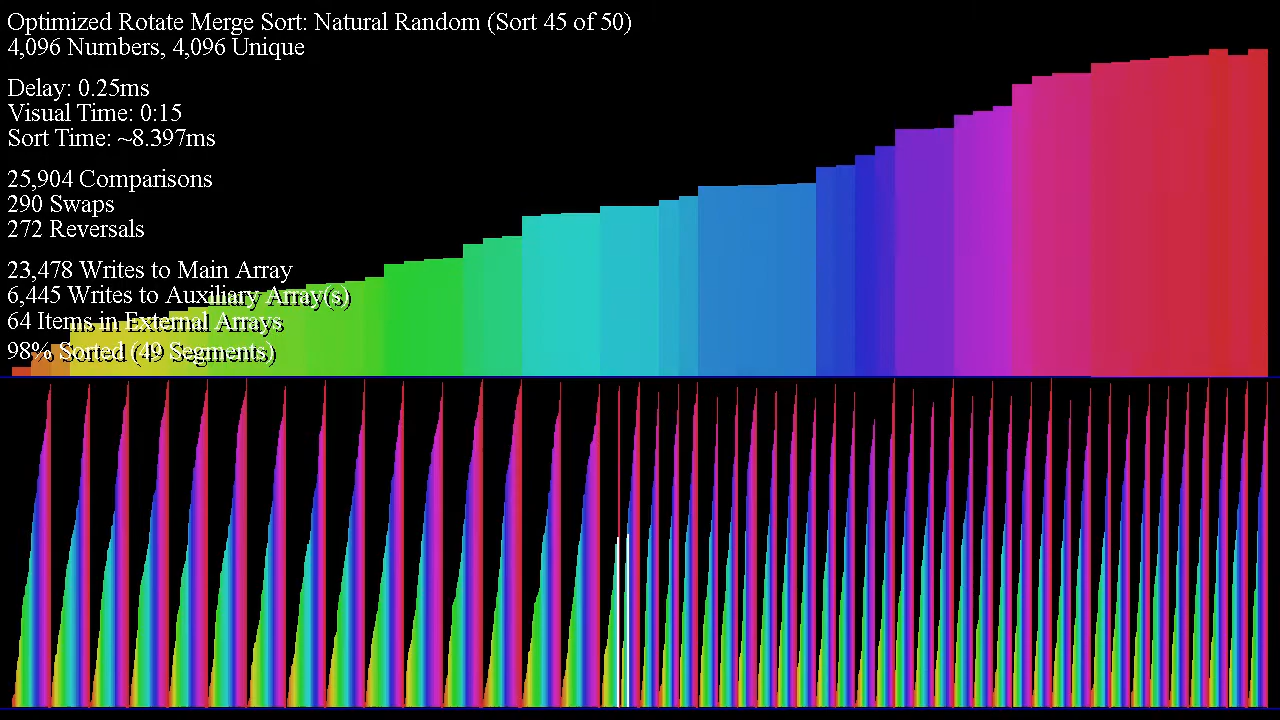 Optimized Rotate Merge Sort: Natural Random (Sort 45 of 50)
4,096 Numbers, 4,096 Unique
Delay: 0.25ms
Visual Time: 0:15
Sort Time: ~8.397ms
25,904 Comparisons
290 Swaps
272 Reversals
23,478 Writes to Main Array
6,445 Writes to Auxiliary Array(s)
64 Items in External Arrays
98% Sorted (49 Segments)